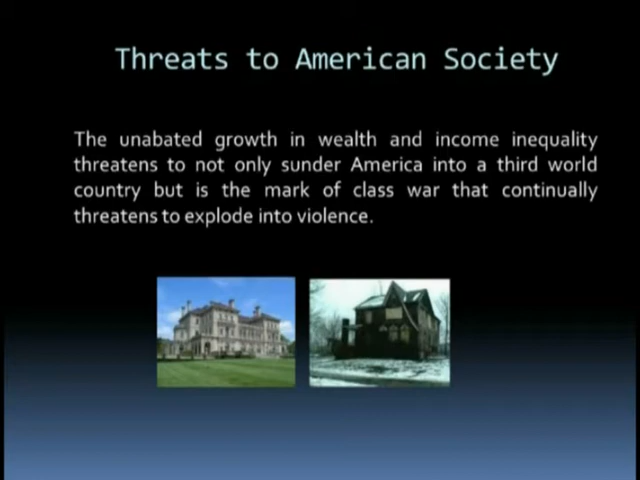 Threats to American Society
The unabated growth in wealth and income inequality
threatens to not only sunder America into a third world
country but is the mark of class war that continually
threatens to explode into violence.